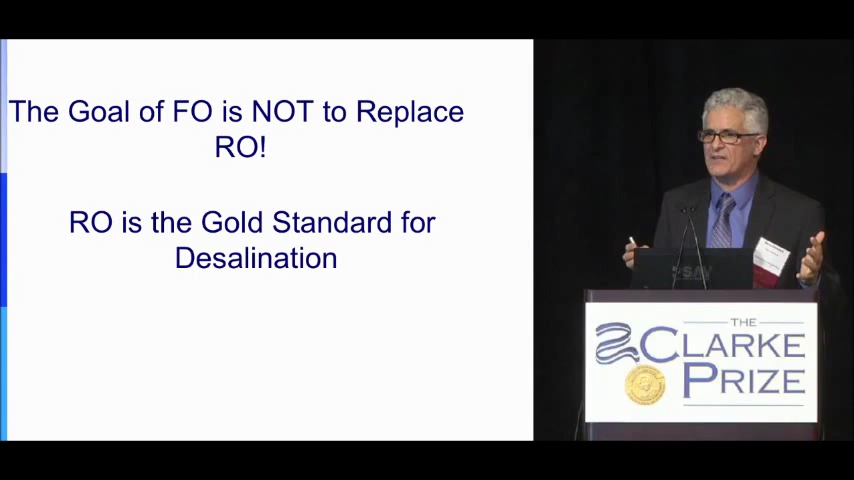 The Goal of FO is NOT to Replace
RO!
RO is the Gold Standard for
Desalination
THE
CLARKE
PRIZE